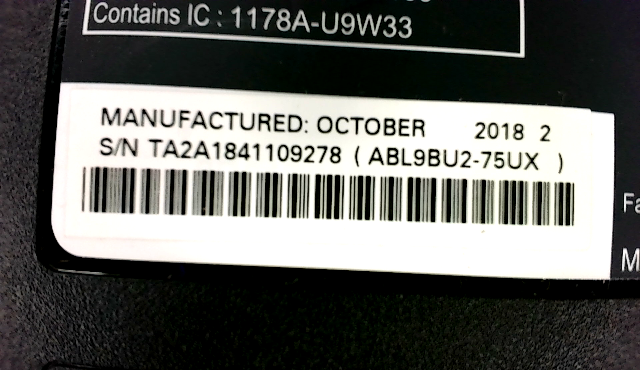 Contains IC : 1178A-U9W33
MANUFACTURED: OCTOBER 2018 2
S/N TA2A1841109278 ( ABL9BU2-75UX )